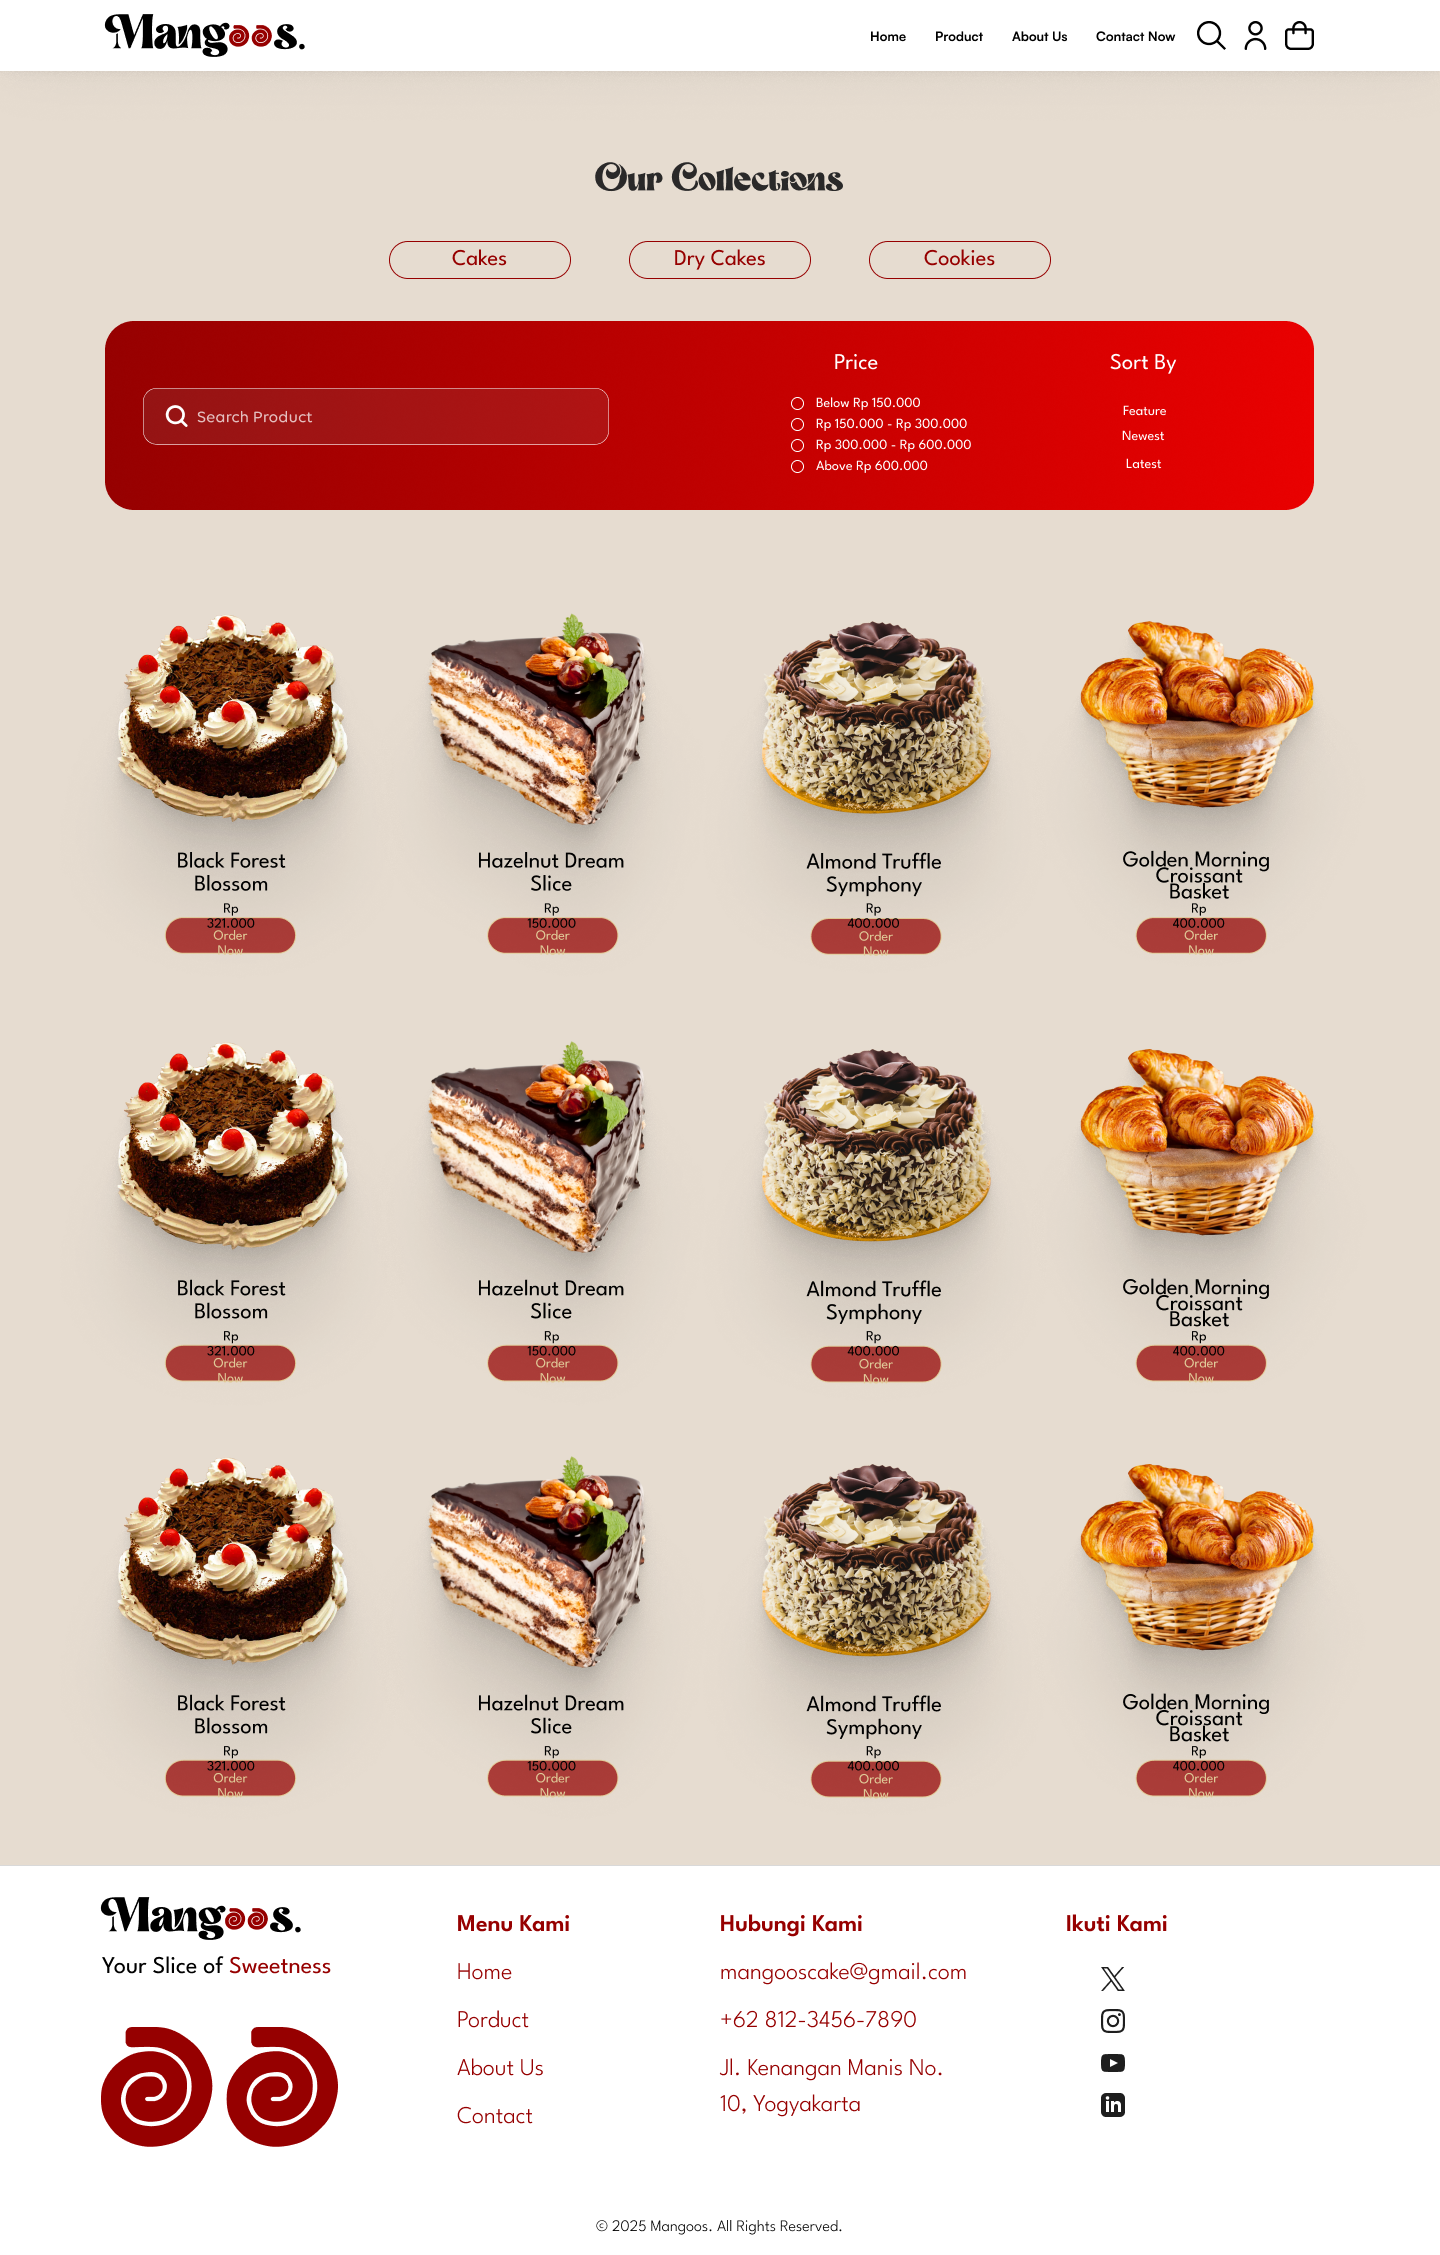 Mangoos.
Home
Product
About Us
Contact Now
Our Collections
Cakes
Dry Cakes
Cookies
Search Product
Price
Below Rp 150.000
Rp 150.000 - Rp 300.000
Rp 300.000 - Rp 600.000
Above Rp 600.000
Sort By
Feature
Newest
Latest
Black Forest
Blossom
Rp
321.000
Order
Now
Hazelnut Dream
Slice
Rp
150.000
Order
Now
Almond Truffle
Symphony
Rp
400.000
Order
Now
Golden Morning
Croissant
Basket
Rp
400.000
Order
Now
Black Forest
Blossom
Rp
321.000
Order
Now
Hazelnut Dream
Slice
Rp
150.000
Order
Now
Almond Truffle
Symphony
Rp
400.000
Order
Now
Golden Morning
Croissant
Basket
Rp
400.000
Order
Now
Black Forest
Blossom
Rp
321.000
Order
Now
Hazelnut Dream
Slice
Rp
150.000
Order
Now
Almond Truffle
Symphony
Rp
400.000
Order
Now
Golden Morning
Croissant
Basket
Rp
400.000
Order
Now
Mangoos.
Your Slice of Sweetness
Menu Kami
Home
Porduct
About Us
Contact
Hubungi Kami
mangooscake@gmail.com
+62 812-3456-7890
Jl. Kenangan Manis No.
10, Yogyakarta
Ikuti Kami
© 2025 Mangoos. All Rights Reserved.